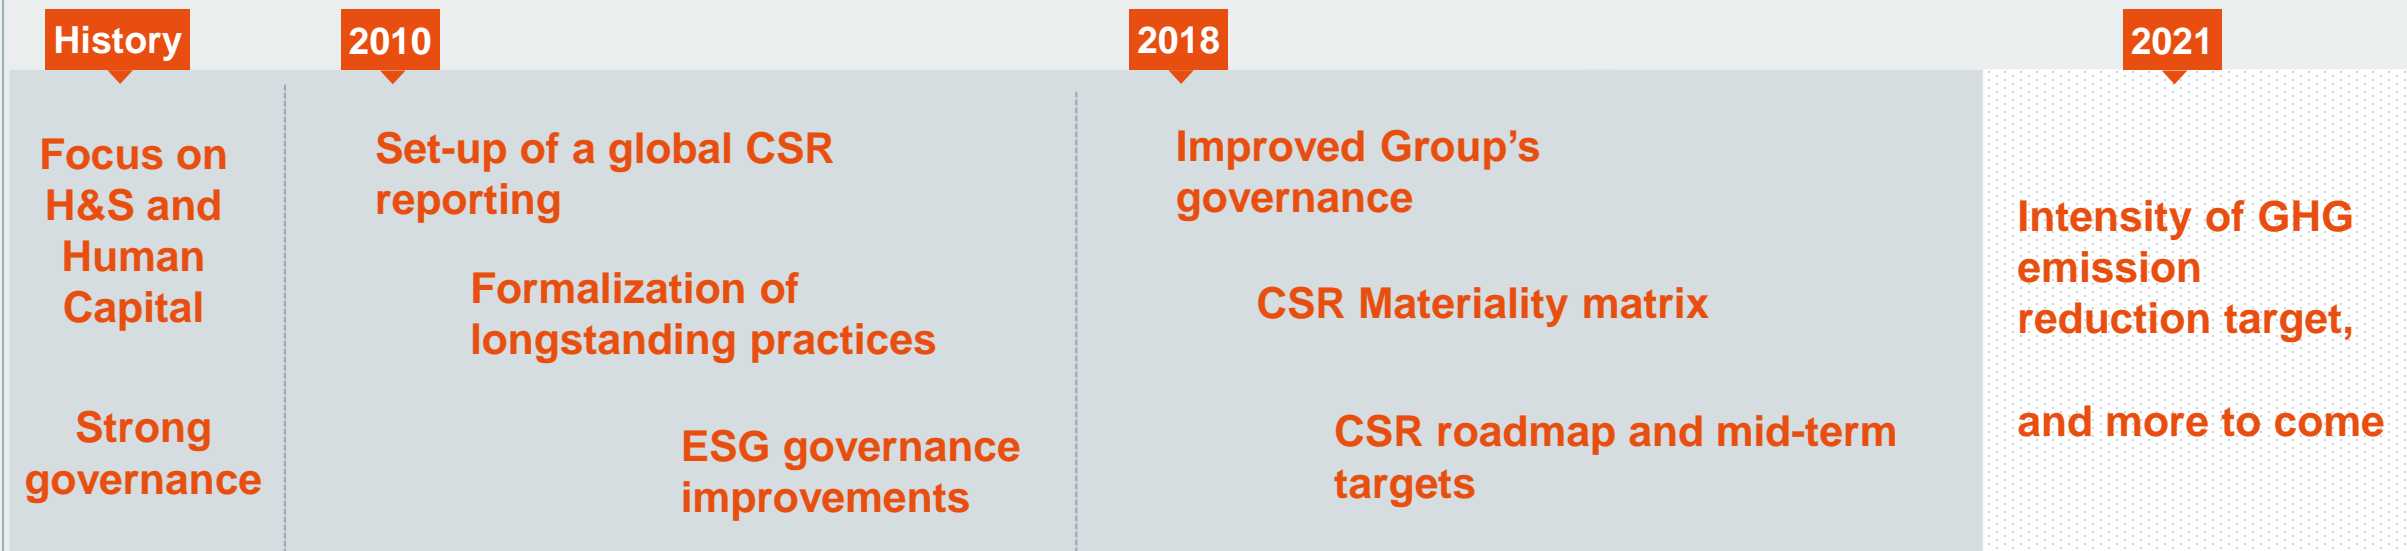 History
Focus on
H&S and
Human
Capital
Strong
governance
2010
Set-up of a global CSR
reporting
Formalization of
longstanding practices
ESG governance
improvements
2018
Improved Group’s
governance
CSR Materiality matrix
CSR roadmap and mid-term
targets
2021
Intensity of GHG
emission
reduction target,
and more to come